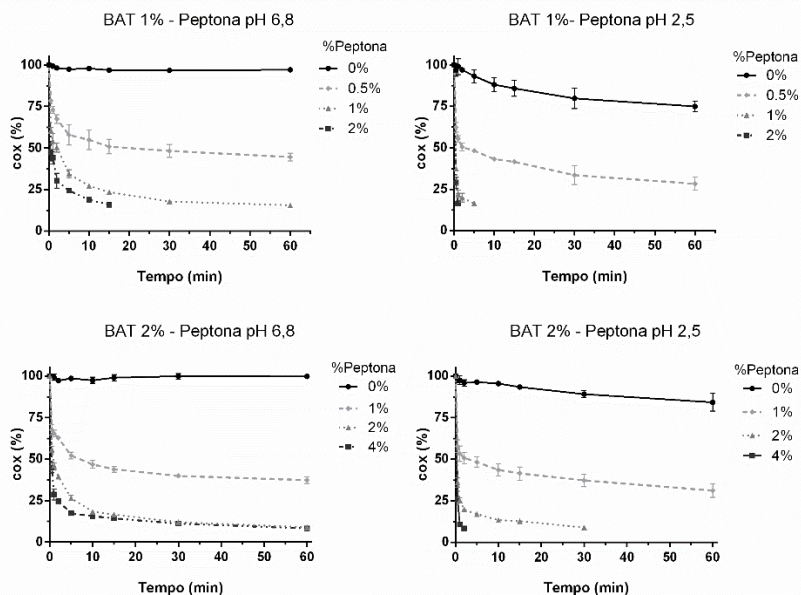 BAT 1% - Peptona pH 6,8
%Peptona
0%
0.5%
1%
2%
100
75
50
25
0
cox (%)
0 10 20 30 40 50 60
Tempo (min)
BAT 1%- Peptona pH 2,5
%Peptona
0%
0.5%
1%
2%
100
75
50
25
0
cox (%)
0 10 20 30 40 50 60
Tempo (min)
BAT 2% - Peptona pH 6,8
%Peptona
0%
1%
2%
4%
100
75
50
25
0
cox (%)
0 10 20 30 40 50 60
Tempo (min)
BAT 2% - Peptona pH 2,5
%Peptona
0%
1%
2%
4%
100
75
50
25
0
cox (%)
0 10 20 30 40 50 60
Tempo (min)